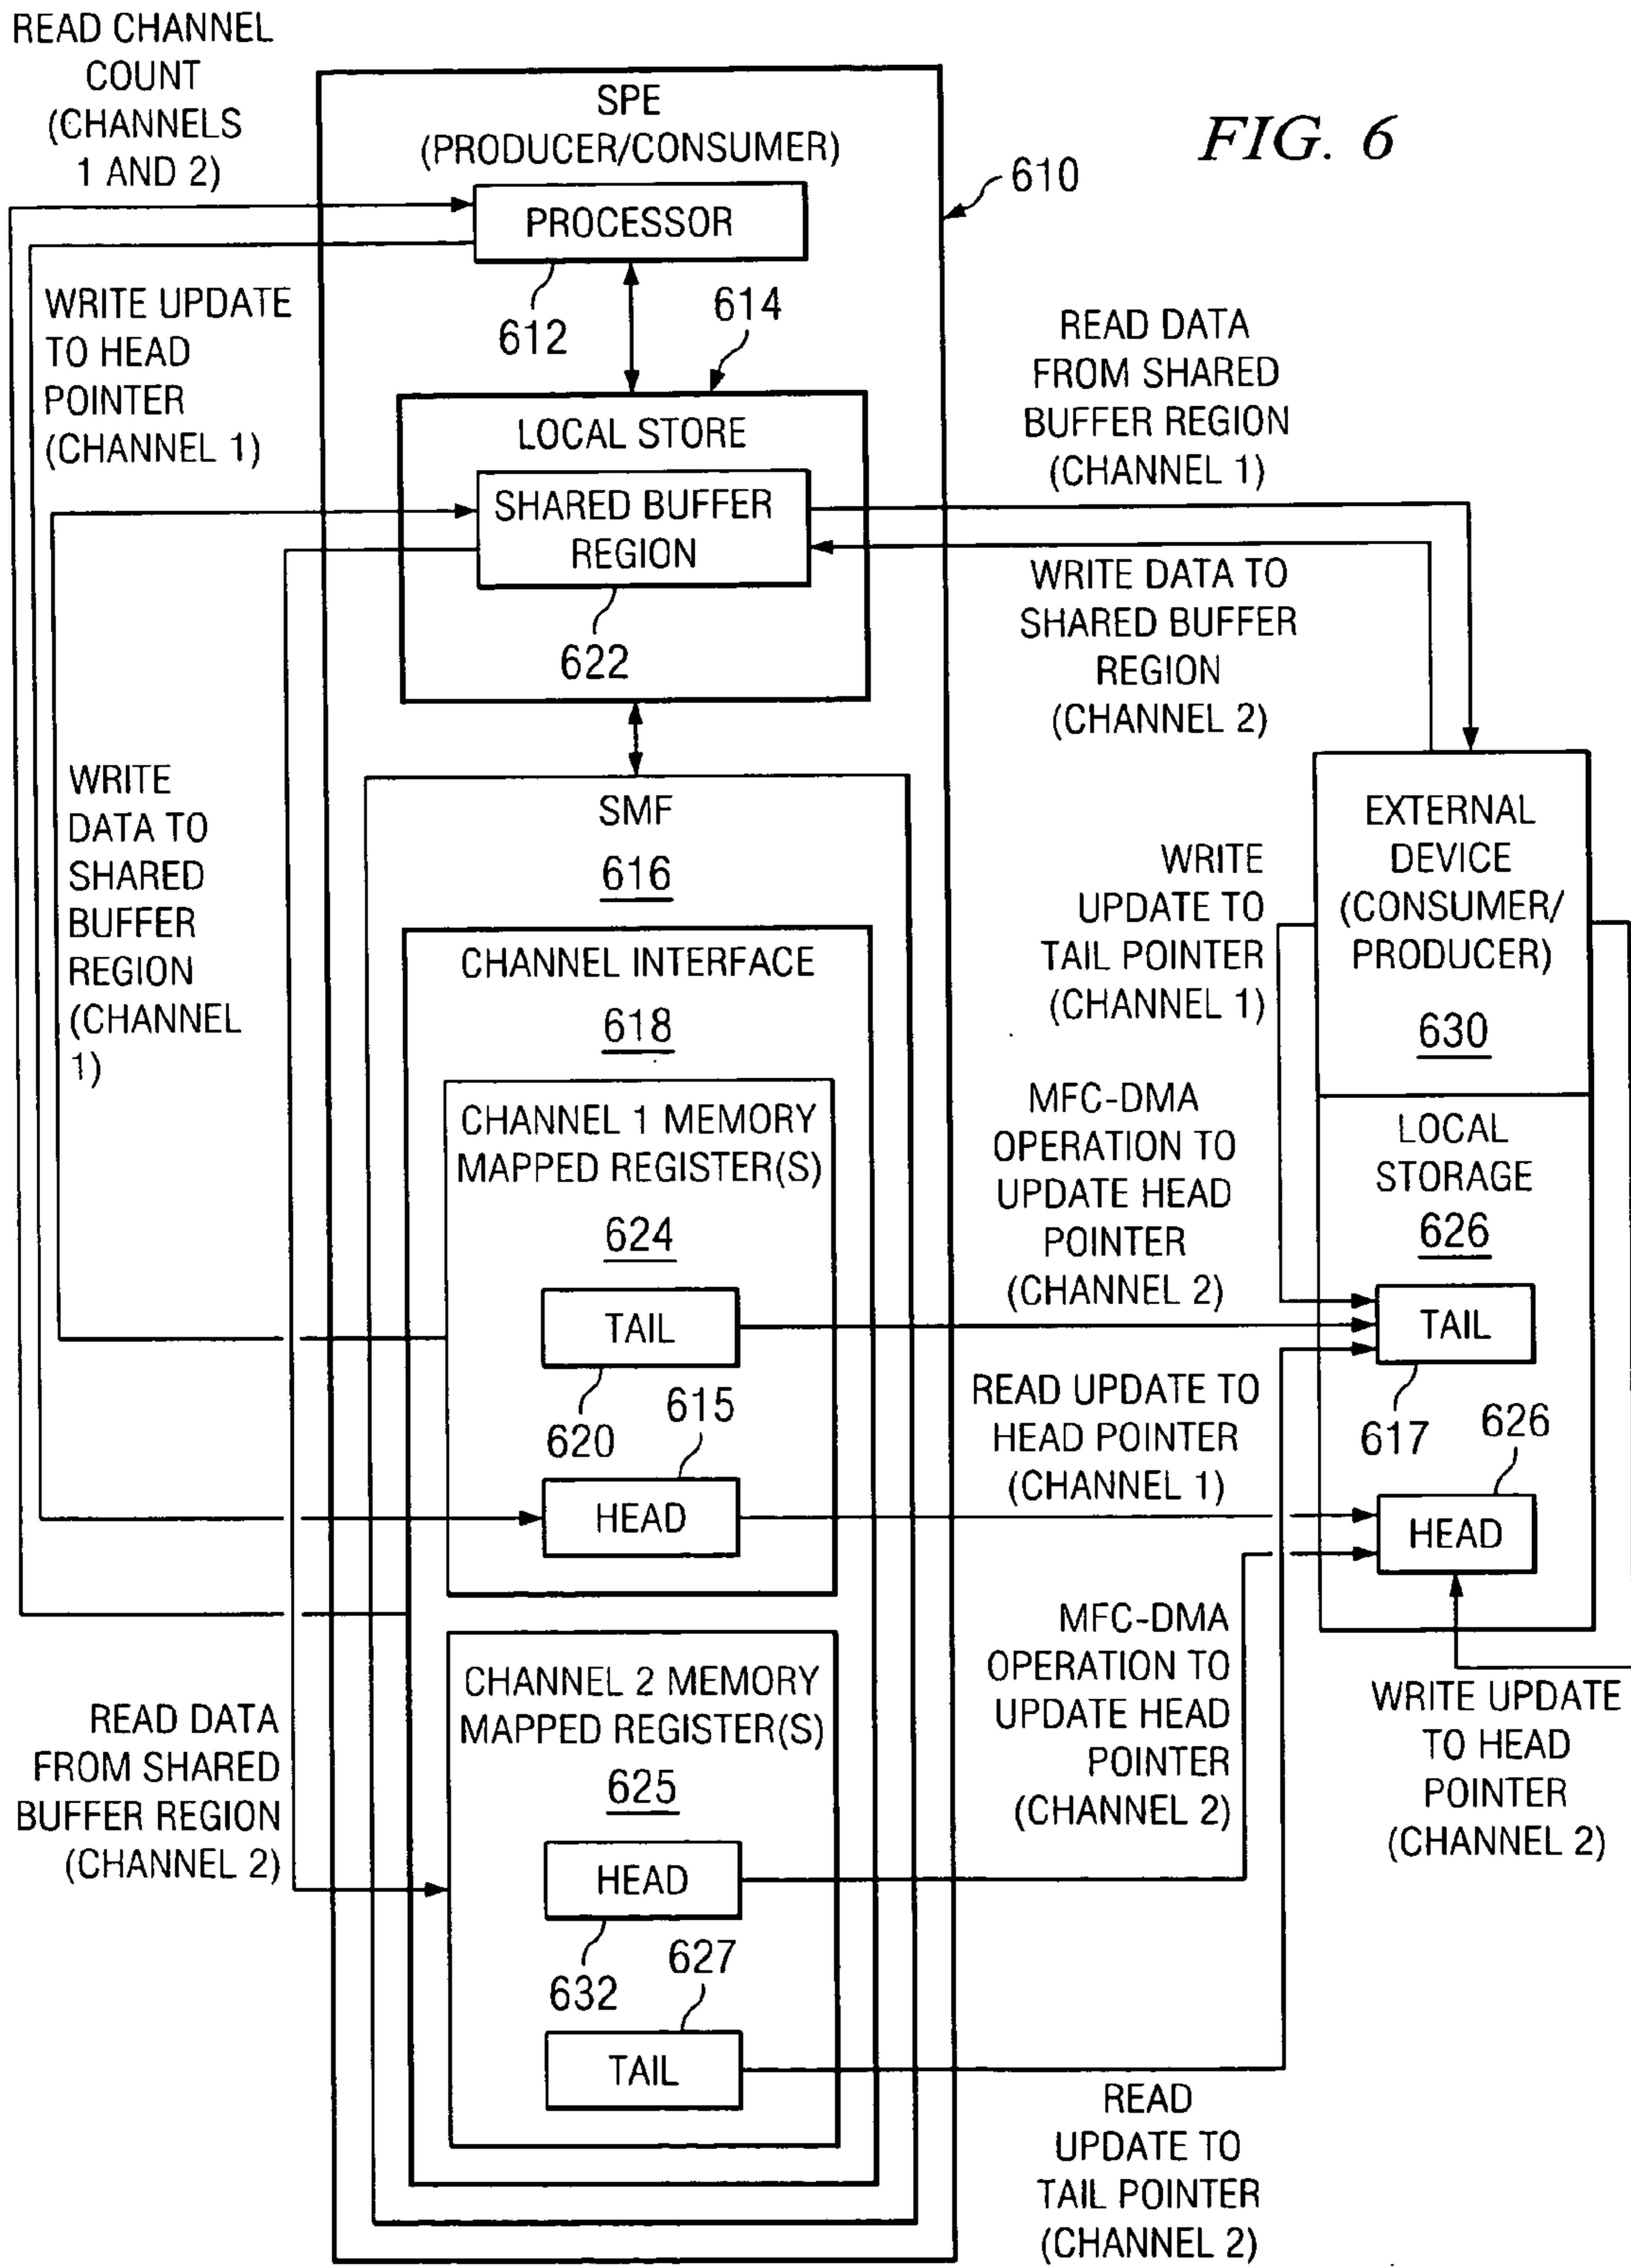 READ CHANNEL
COUNT
(CHANNELS
1 AND 2)
SPE
(PRODUCER/CONSUMER)
FIG. 6
610
PROCESSOR
612
614
WRITE UPDATE
TO HEAD
POINTER
(CHANNEL 1)
READ DATA
FROM SHARED
BUFFER REGION
(CHANNEL 1)
LOCAL STORE
SHARED BUFFER
REGION
622
WRITE DATA TO
SHARED BUFFER
REGION
(CHANNEL 2)
WRITE
DATA TO
SHARED
BUFFER
REGION
(CHANNEL
1)
SMF
616
CHANNEL INTERFACE
618
EXTERNAL
DEVICE
(CONSUMER/
PRODUCER)
630
WRITE
UPDATE TO
TAIL POINTER
(CHANNEL 1)
CHANNEL 1 MEMORY
MAPPED REGISTER(S)
624
MFC-DMA
OPERATION TO
UPDATE HEAD
POINTER
(CHANNEL 2)
LOCAL
STORAGE
626
TAIL
620
TAIL
617
615
HEAD
READ UPDATE TO
HEAD POINTER
(CHANNEL 1)
626
HEAD
CHANNEL 2 MEMORY
MAPPED REGISTER(S)
625
MFC-DMA
OPERATION TO
UPDATE HEAD
POINTER
(CHANNEL 2)
WRITE UPDATE
TO HEAD
POINTER
(CHANNEL 2)
READ DATA
FROM SHARED
BUFFER REGION
(CHANNEL 2)
HEAD
632
627
TAIL
READ
UPDATE TO
TAIL POINTER
(CHANNEL 2)